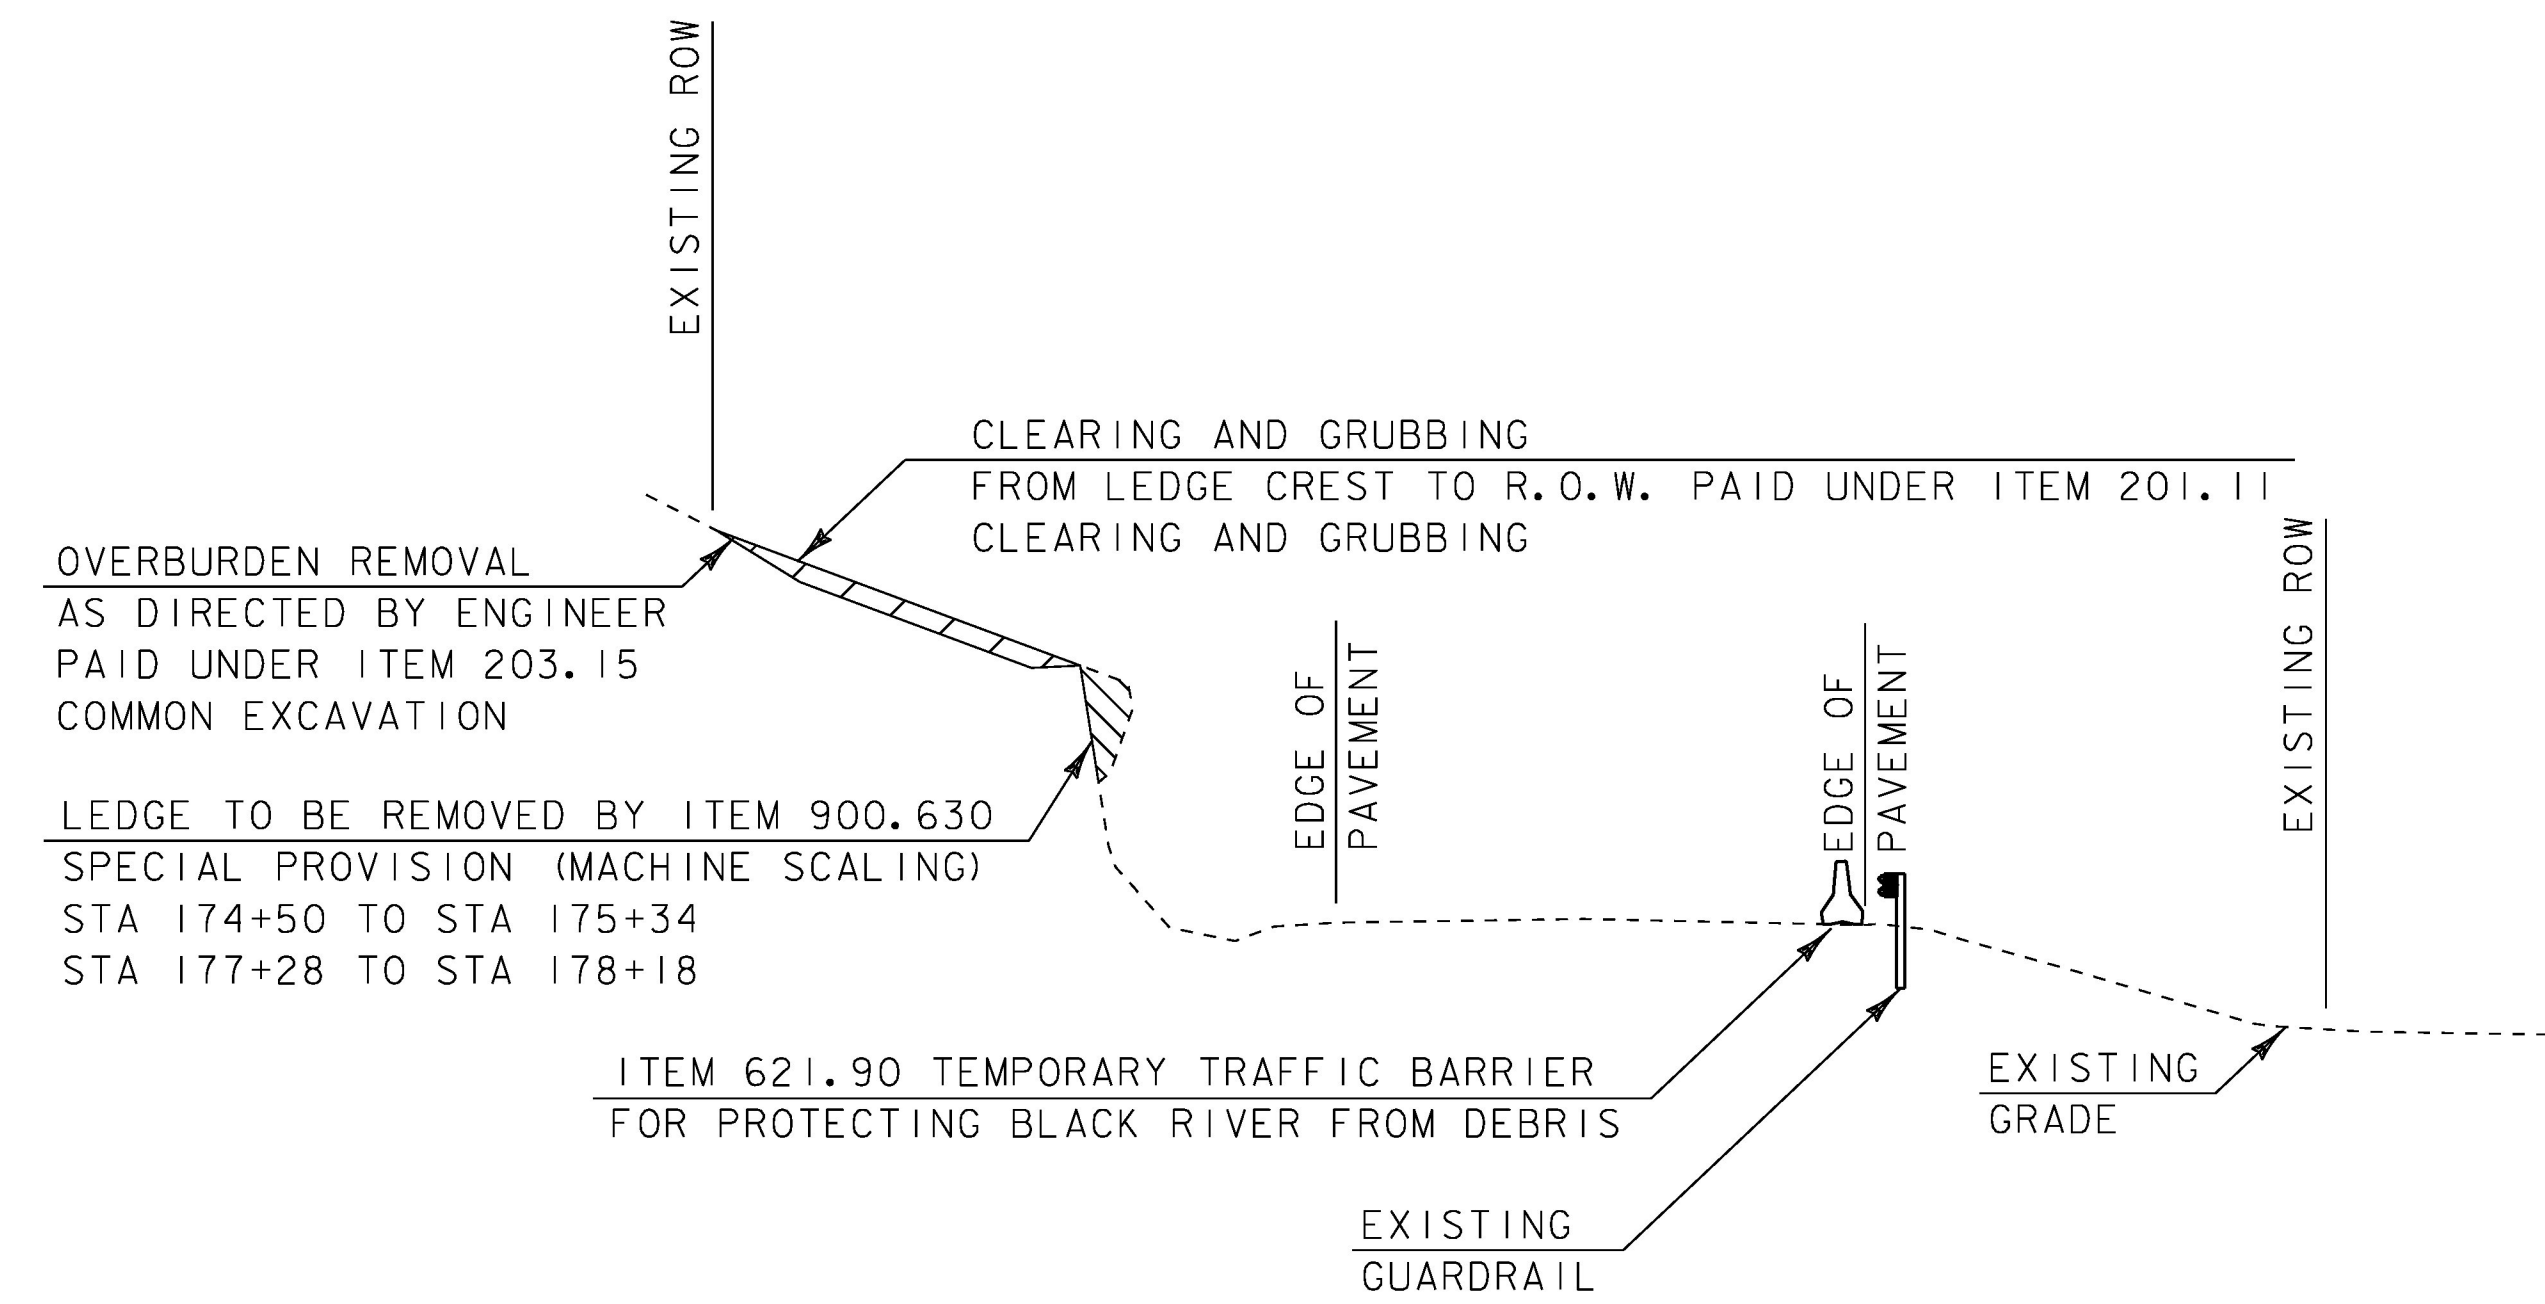 EXISTING ROW
CLEARING AND GRUBBING
FROM LEDGE CREST TO R.O.W. PAID UNDER ITEM 201.11
CLEARING AND GRUBBING
OVERBURDEN REMOVAL
AS DIRECTED BY ENGINEER
PAID UNDER ITEM 203.15
COMMON EXCAVATION
EDGE OF
PAVEMENT
EDGE OF
PAVEMENT
EXISTING ROW
LEDGE TO BE REMOVED BY ITEM 900.630
SPECIAL PROVISION (MACHINE SCALING)
STA 174+50 TO STA 175+34
STA 177+28 TO STA 178+18
ITEM 621.90 TEMPORARY TRAFFIC BARRIER
FOR PROTECTING BLACK RIVER FROM DEBRIS
EXISTING
GRADE
EXISTING
GUARDRAIL